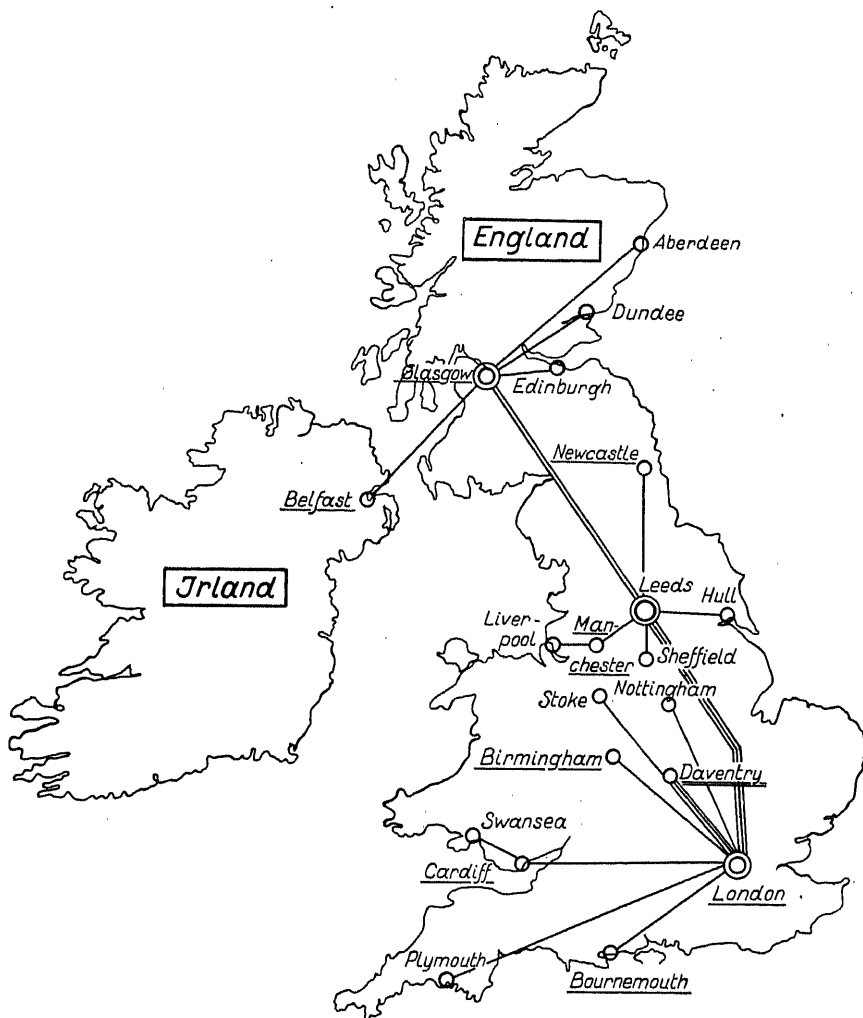 England
Aberdeen
Dundee
Glasgow
Edinburgh
Newcastle
Belfast
Jrland
Leeds
Hull
Liver-
pool
Man-
chester
Sheffield
Nottingham
Stoke
Birmingham
Daventry
Swansea
Cardiff
London
Plymouth
Bournemouth